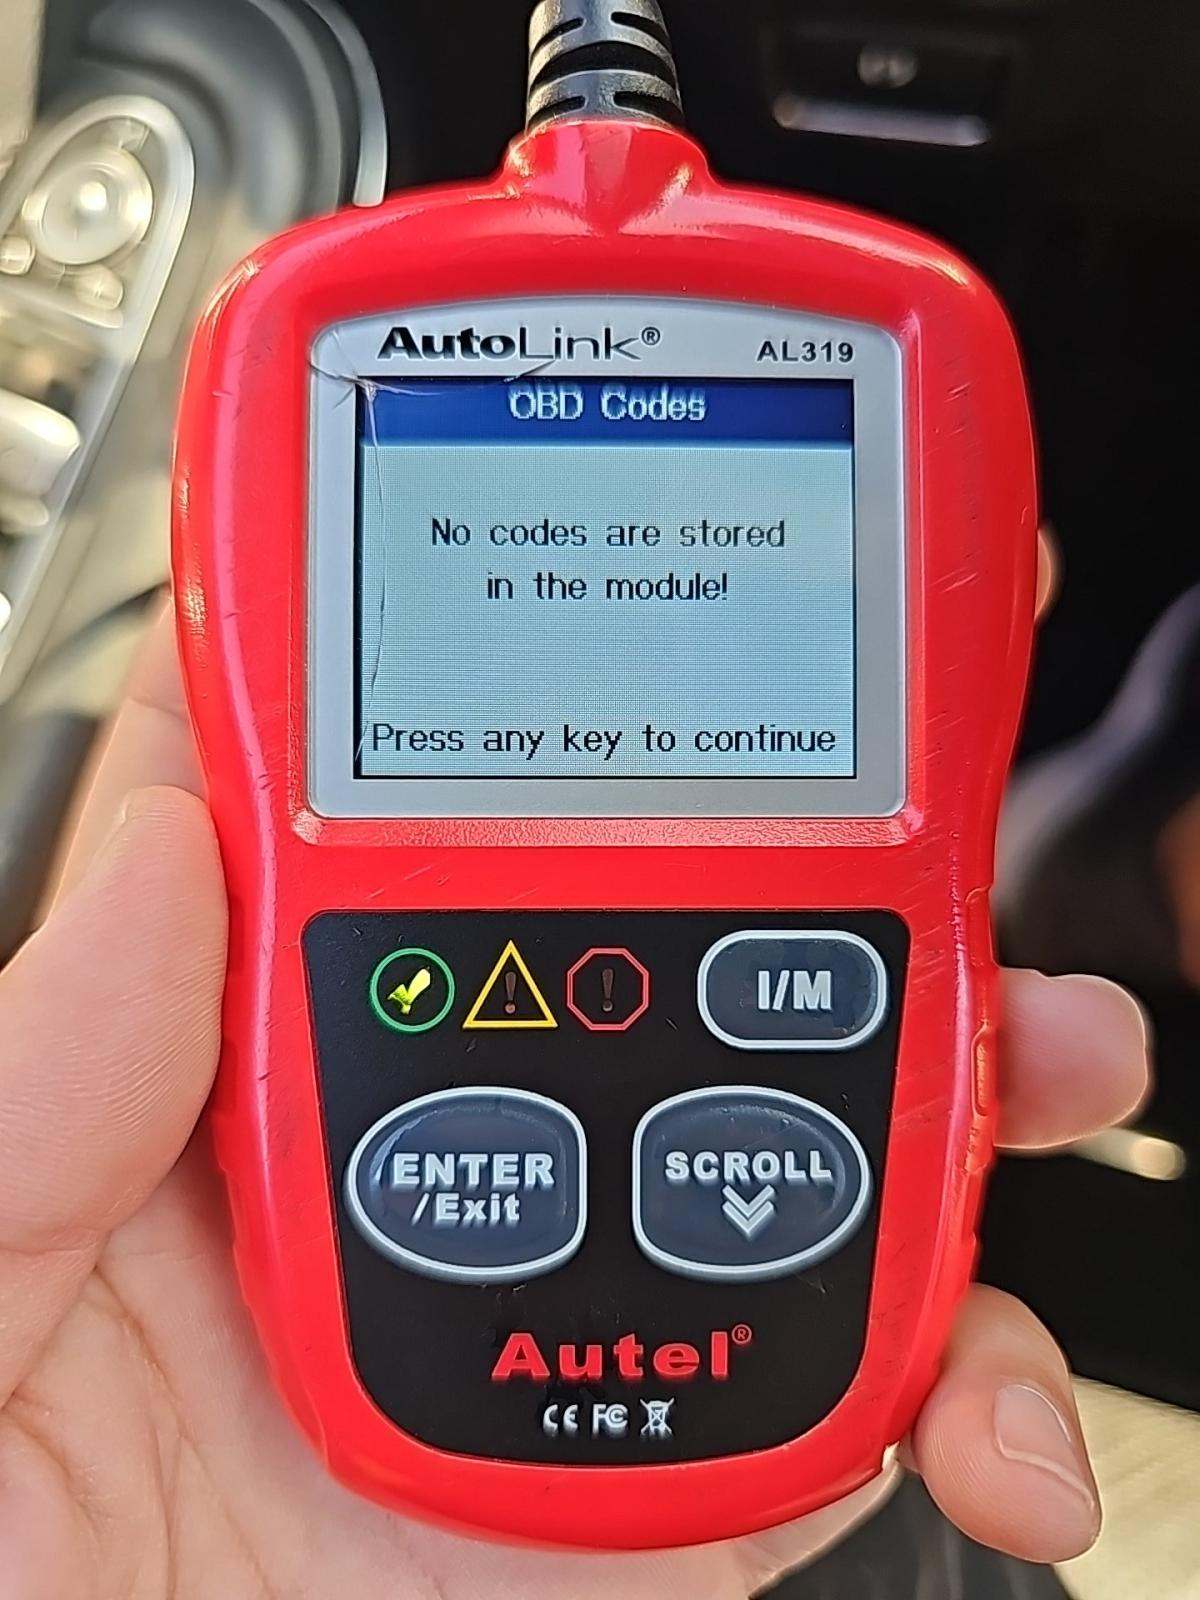 AutoLink® AL319
OBD Codes
No codes are stored
in the module!
Press any key to continue
I/M
ENTER
/Exit
SCROLL
Autel®
CE FC